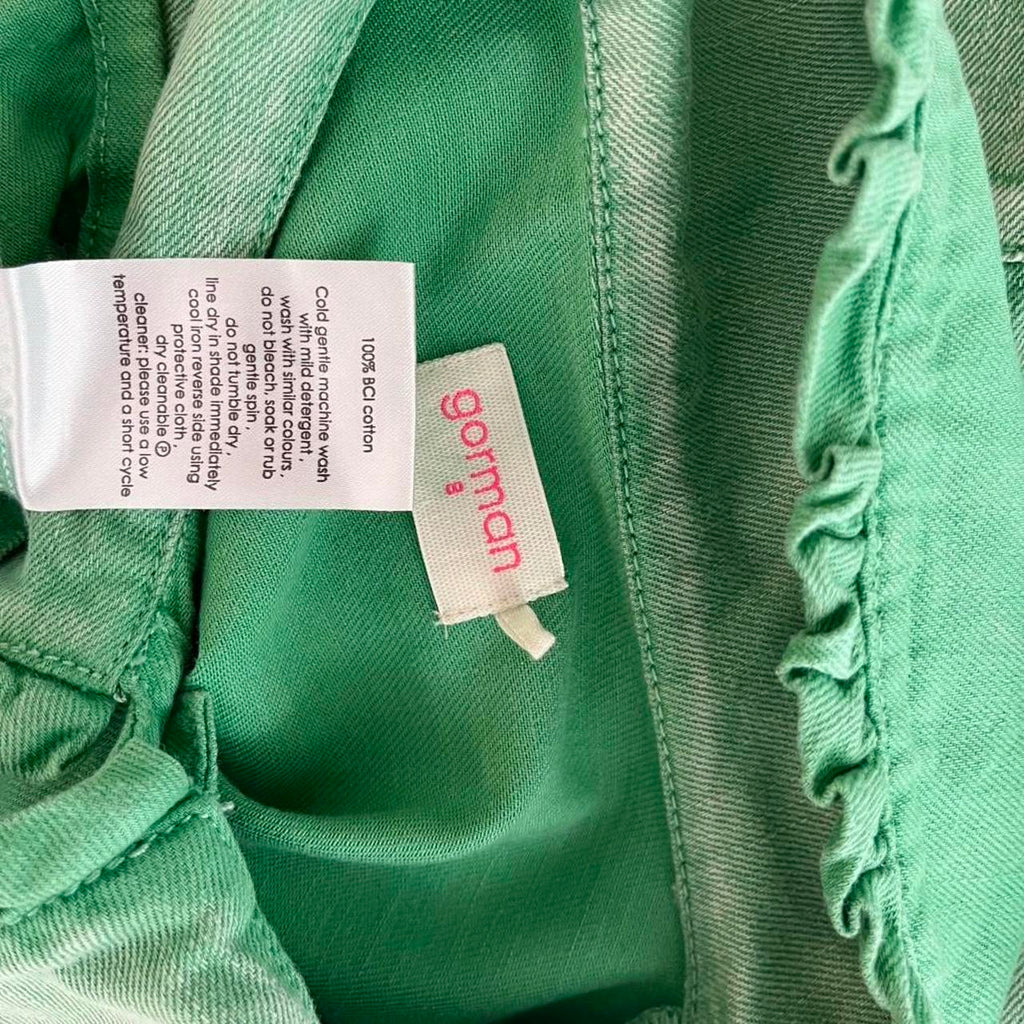 100% BCI cotton
Cold gentle machine wash
with mild detergent,
wash with similar colours,
do not bleach, soak or rub
gentle spin,
do not tumble dry,
line dry in shade immediately
cool iron reverse side using
protective cloth,
dry cleanable Ⓟ
cleaner: please use a low
temperature and a short cycle
gorman
8